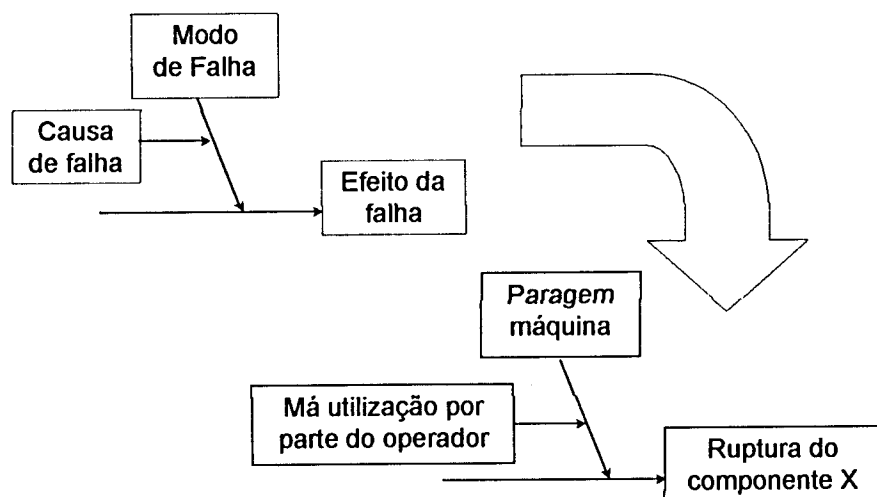 Modo
de Falha
Causa
de falha
Efeito da
falha
Paragem
máquina
Má utilização por
parte do operador
Ruptura do
componente X